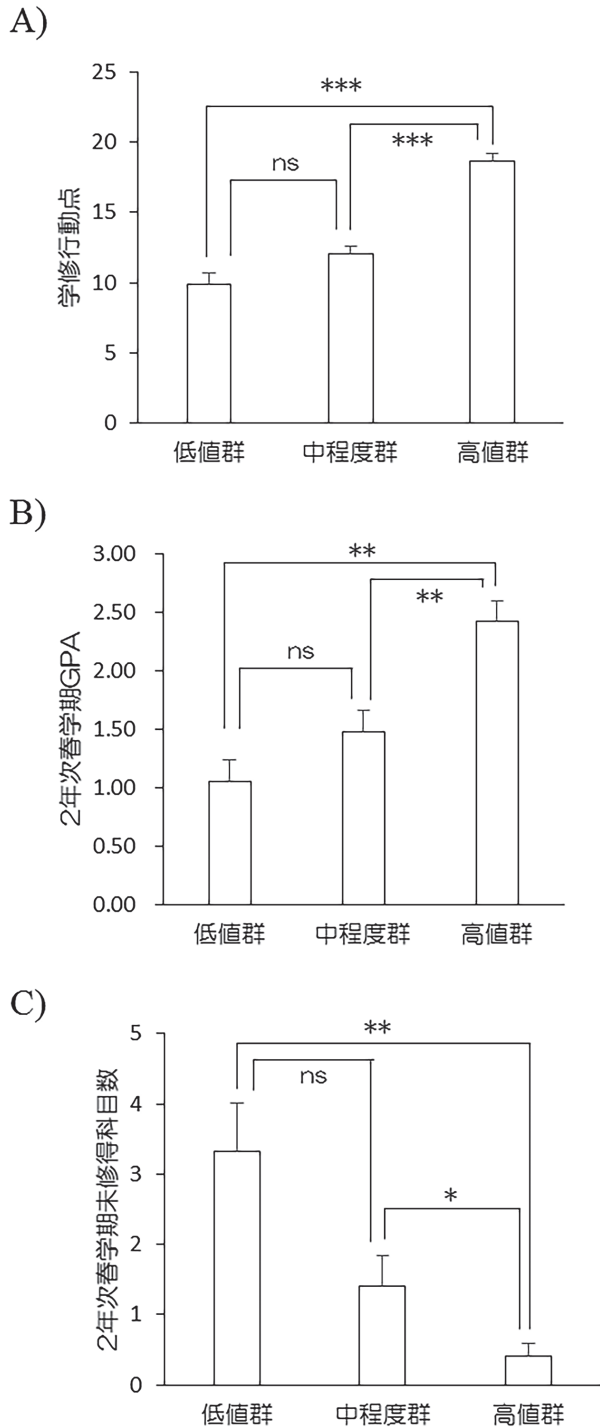 A)
学修行動点
25
20
15
10
5
0
***
***
ns
低値群 中程度群 高値群
B)
2年次春学期GPA
3.00
2.50
2.00
1.50
1.00
0.50
0.00
**
**
ns
低値群 中程度群 高値群
C)
2年次春学期未修得科目数
5
4
3
2
1
0
**
ns
*
低値群 中程度群 高値群